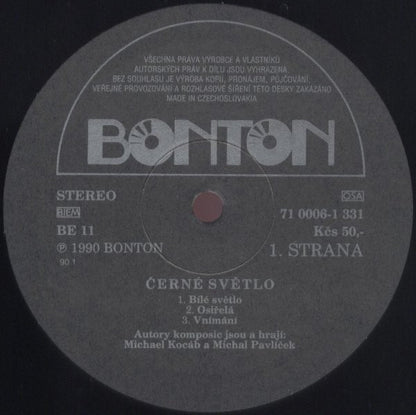 VŠECHNA PRÁVA VÝROBCE A VLASTNÍKŮ
AUTORSKÝCH PRÁV K DÍLU JSOU VYHRAZENA.
BEZ SOUHLASU JE VÝROBA KOPIÍ, PRONÁJEM, PŮJČOVÁNÍ,
VEŘEJNÉ PROVOZOVÁNÍ A ROZHLASOVÉ ŠÍŘENÍ TÉTO DESKY ZAKÁZÁNO
MADE IN CZECHOSLOVAKIA
BONTON
STEREO
OSA
BIEM
71 0006-1 331
BE 11
Kčs 50,-
℗ 1990 BONTON
1. STRANA
90 1
ČERNÉ SVĚTLO
1. Bílé světlo
2. Osiřelá
3. Vnímání
Autory kompozic jsou a hrají:
Michael Kocáb a Michal Pavlíček